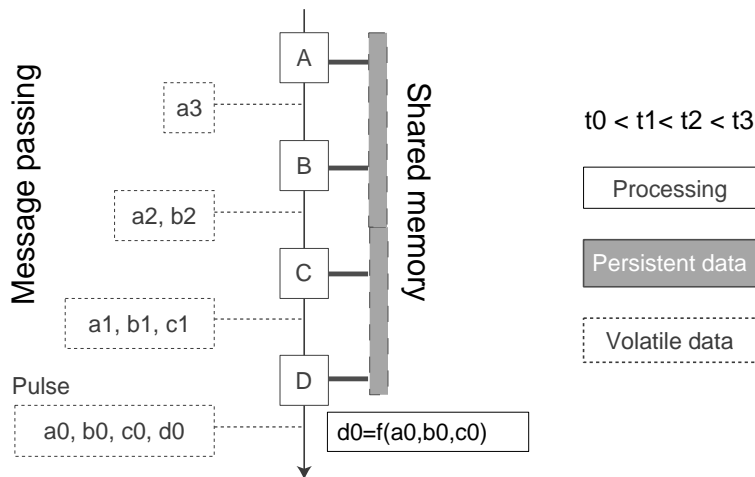 Message passing
A
a3
B
a2, b2
C
a1, b1, c1
D
Pulse
a0, b0, c0, d0
d0=f(a0,b0,c0)
Shared memory
t0 < t1< t2 < t3
Processing
Persistent data
Volatile data